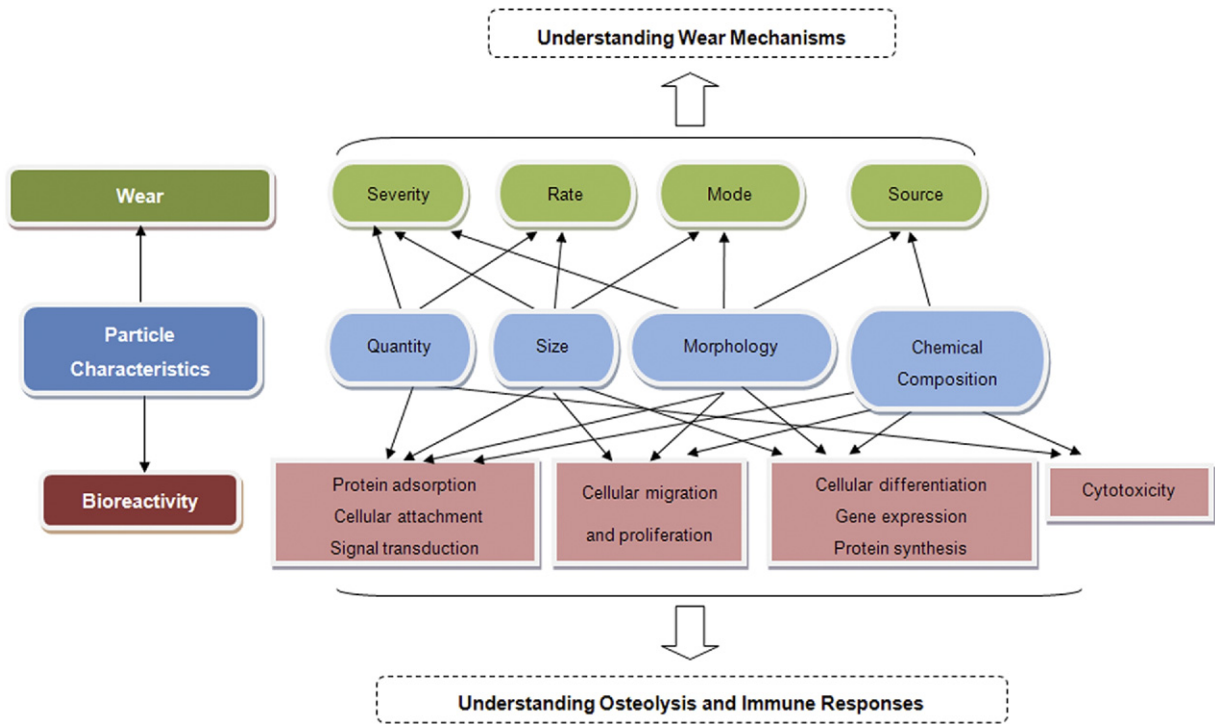 Understanding Wear Mechanisms
Wear
Severity
Rate
Mode
Source
Particle
Characteristics
Quantity
Size
Morphology
Chemical
Composition
Bioreactivity
Protein adsorption
Cellular attachment
Signal transduction
Cellular migration
and proliferation
Cellular differentiation
Gene expression
Protein synthesis
Cytotoxicity
Understanding Osteolysis and Immune Responses